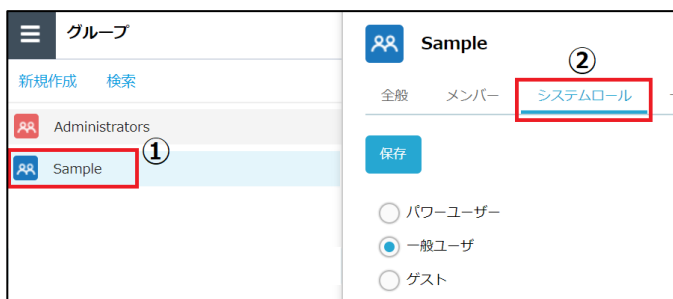 グループ
新規作成 検索
Administrators
①
Sample
Sample
②
全般 メンバー システムロール
保存
パワーユーザー
一般ユーザ
ゲスト